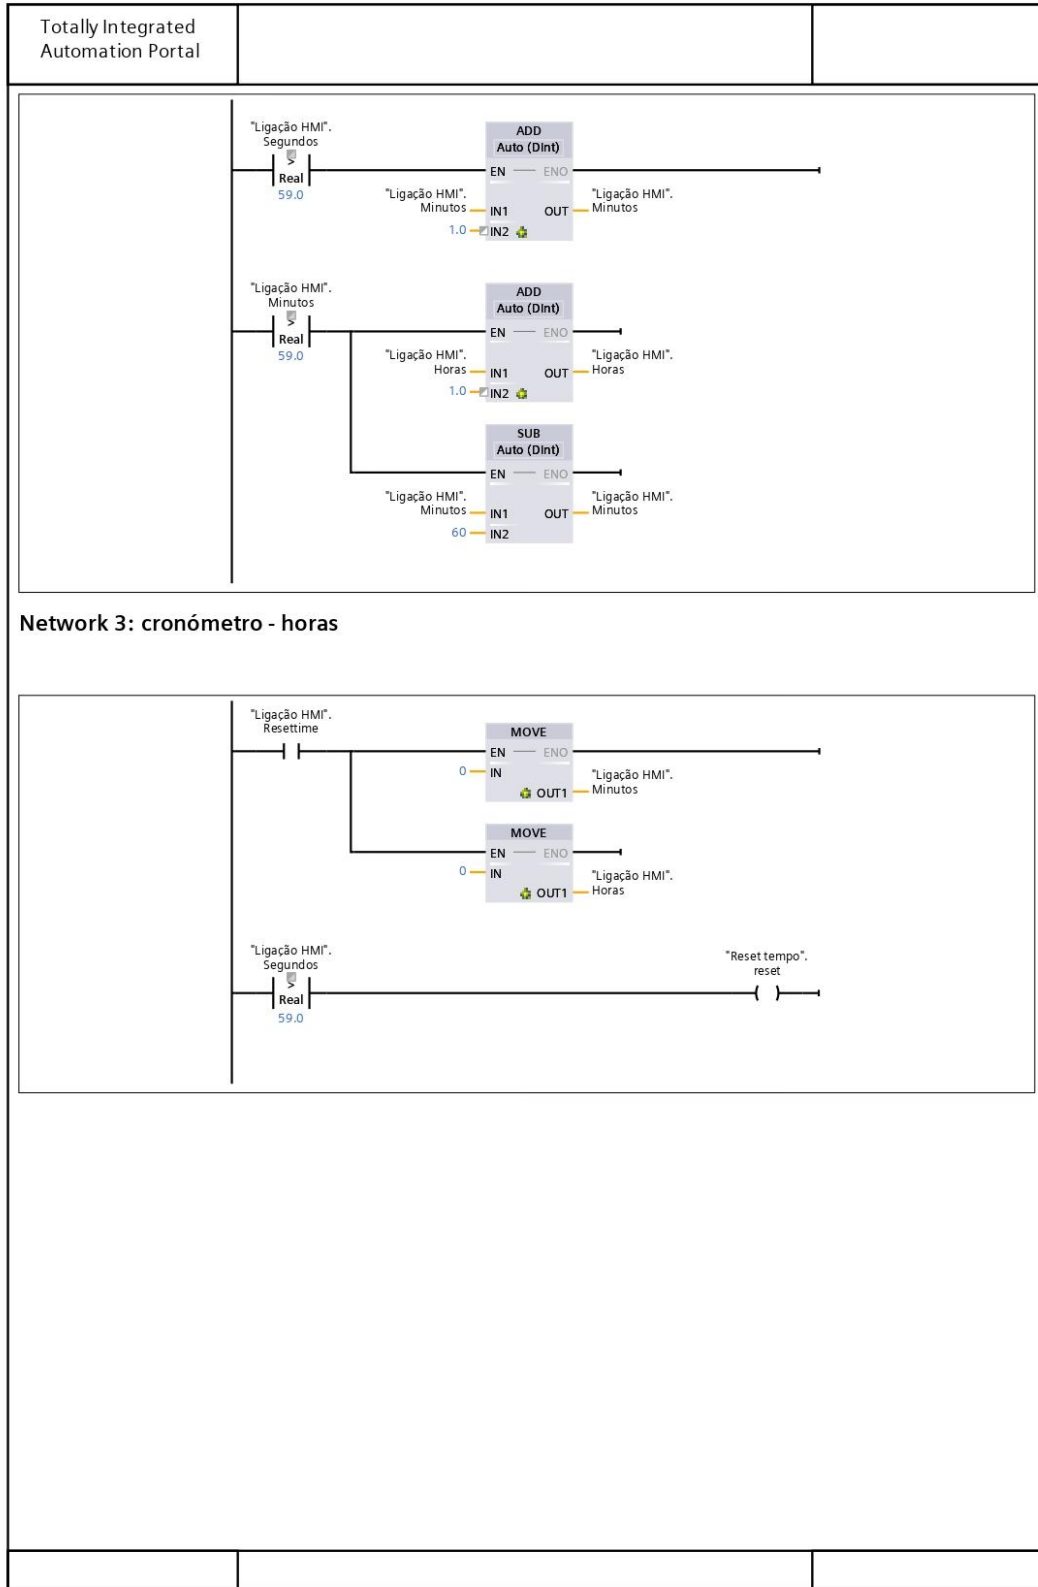 Totally Integrated
Automation Portal
"Ligação HMI".
Segundos
>
Real
59.0
ADD
Auto (DInt)
EN
ENO
"Ligação HMI".
Minutos
IN1
OUT
"Ligação HMI".
Minutos
1.0
IN2
"Ligação HMI".
Minutos
>
Real
59.0
ADD
Auto (DInt)
EN
ENO
"Ligação HMI".
Horas
IN1
OUT
"Ligação HMI".
Horas
1.0
IN2
SUB
Auto (DInt)
EN
ENO
"Ligação HMI".
Minutos
IN1
OUT
"Ligação HMI".
Minutos
60
IN2
Network 3: cronómetro - horas
"Ligação HMI".
Resettime
MOVE
EN
ENO
0
IN
OUT1
"Ligação HMI".
Minutos
MOVE
EN
ENO
0
IN
OUT1
"Ligação HMI".
Horas
"Ligação HMI".
Segundos
>
Real
59.0
"Reset tempo".
reset